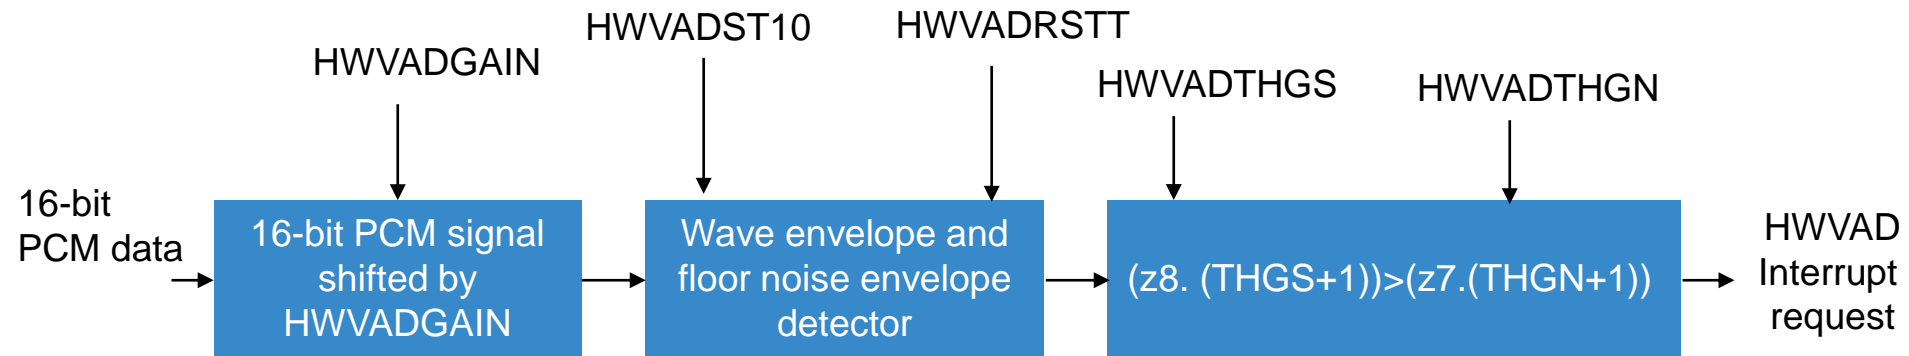 HWVADGAIN
HWVADST10
HWVADRSTT
HWVADTHGS
HWVADTHGN
16-bit
PCM data
16-bit PCM signal
shifted by
HWVADGAIN
Wave envelope and
floor noise envelope
detector
(z8. (THGS+1))>(z7.(THGN+1))
HWVAD
Interrupt
request